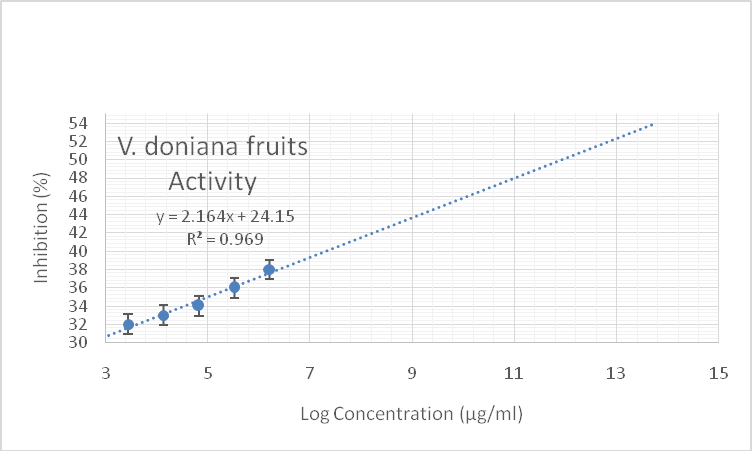 V. doniana fruits
Activity
y = 2.164x + 24.15
R² = 0.969
54
52
50
48
46
44
42
40
38
36
34
32
30
Inhibition (%)
3 5 7 9 11 13 15
Log Concentration (µg/ml)